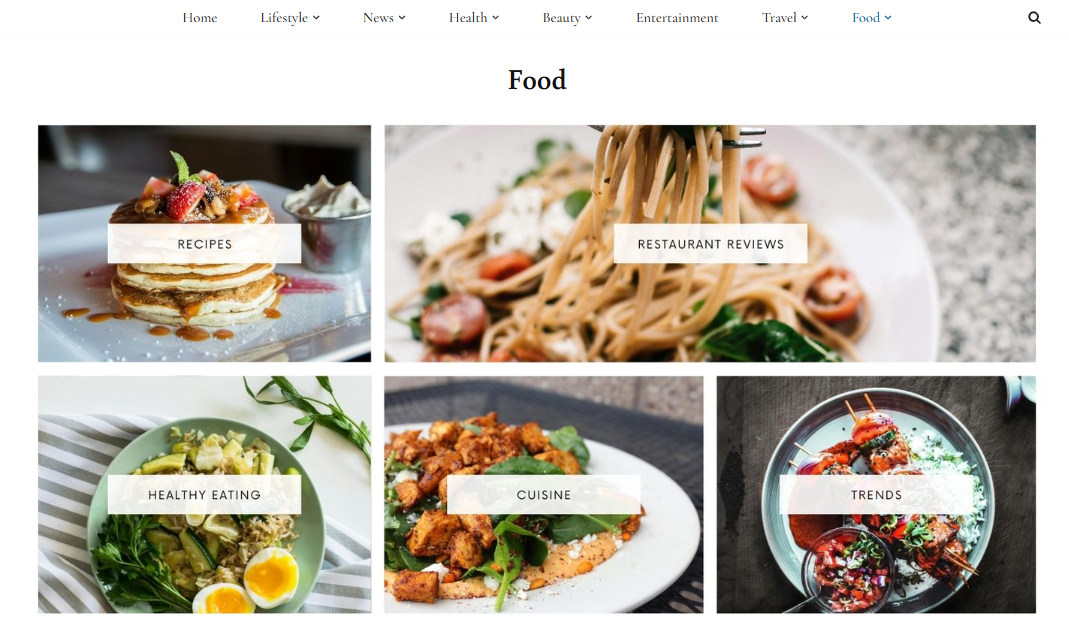 Home Lifestyle News Health Beauty Entertainment Travel Food
Food
RECIPES
RESTAURANT REVIEWS
HEALTHY EATING
CUISINE
TRENDS